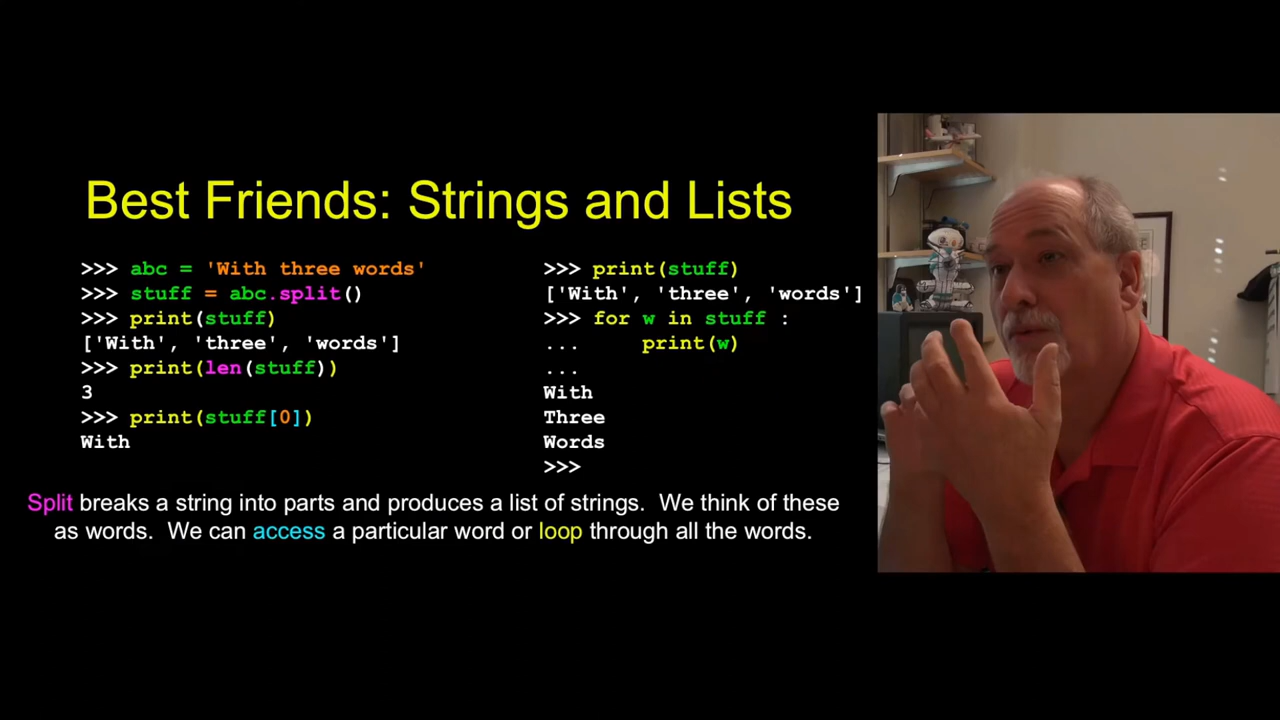 Best Friends: Strings and Lists
>>> abc = 'With three words'
>>> stuff = abc.split()
>>> print(stuff)
['With', 'three', 'words']
>>> print(len(stuff))
3
>>> print(stuff[0])
With
>>> print(stuff)
['With', 'three', 'words']
>>> for w in stuff :
...     print(w)
...
With
Three
Words
>>>
Split breaks a string into parts and produces a list of strings.  We think of these
as words.  We can access a particular word or loop through all the words.